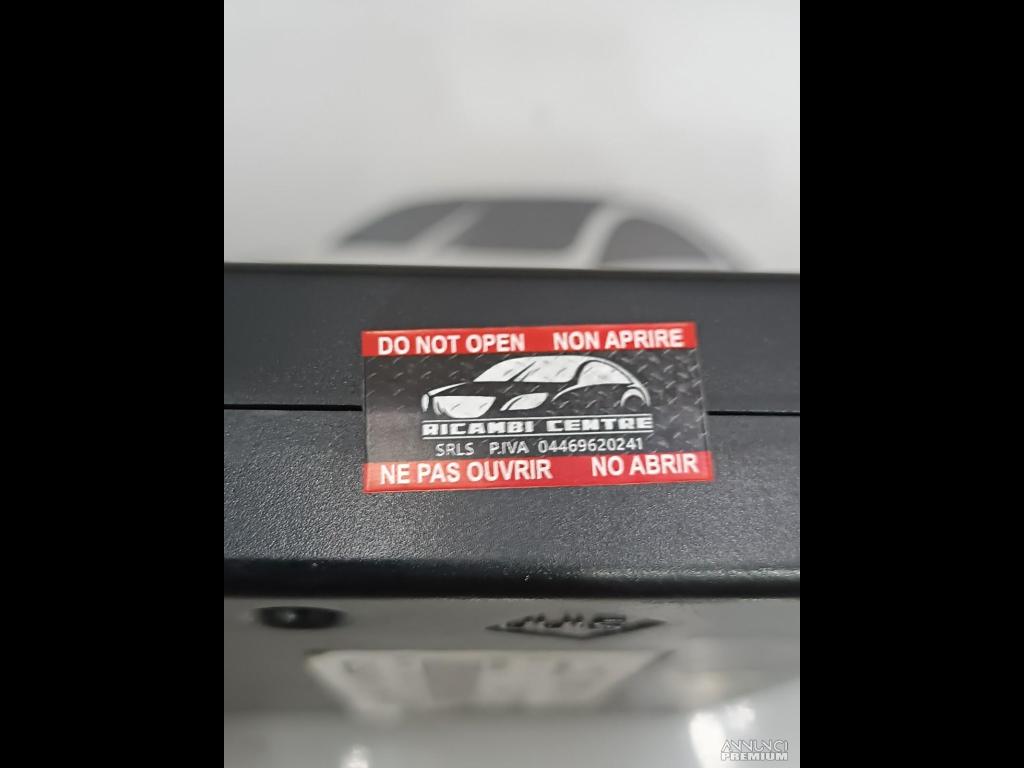 DO NOT OPEN NON APRIRE
RICAMBI CENTRE
SRLS P.IVA 04469620241
NE PAS OUVRIR NO ABRIR
ANNUNCI
PREMIUM